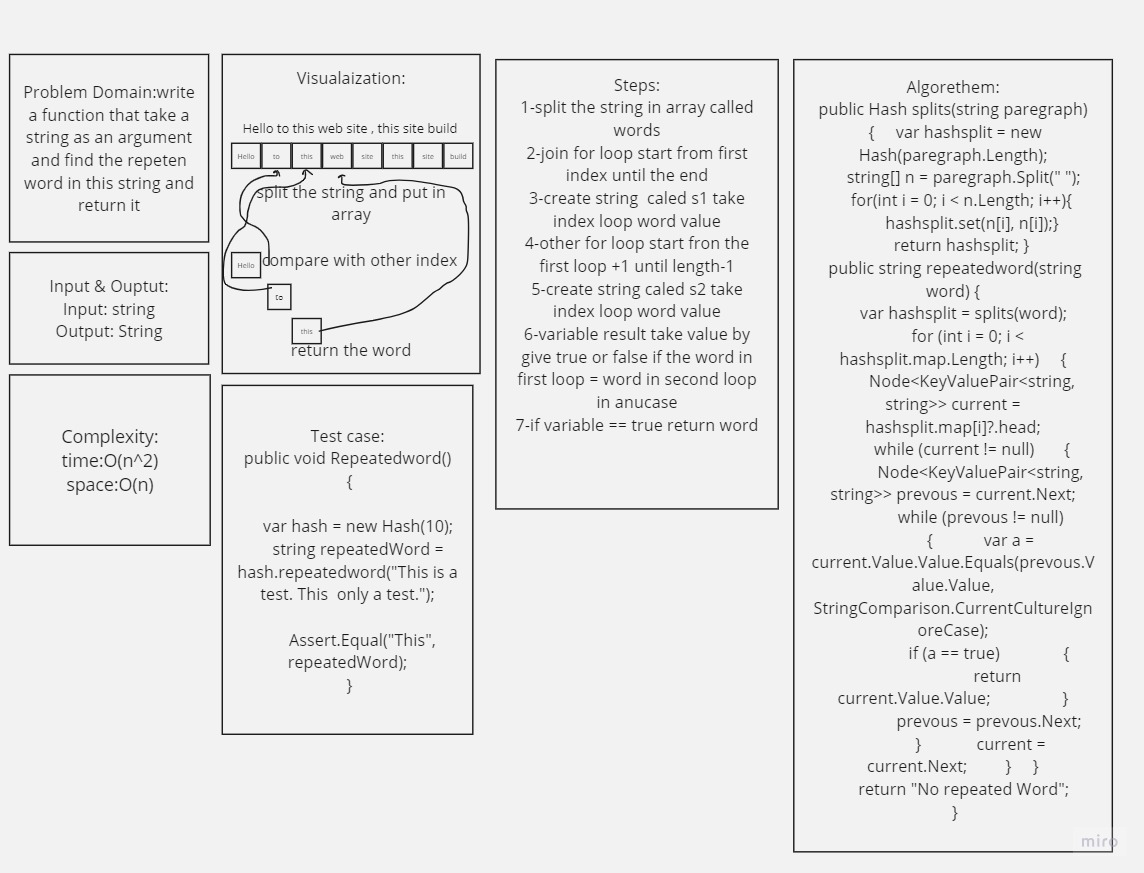 Problem Domain:write
a function that take a
string as an argument
and find the repeten
word in this string and
return it
Input & Ouptut:
Input: string
Output: String
Complexity:
time:O(n^2)
space:O(n)
Visualaization:
Hello to this web site , this site build
Hello to this web site this site build
split the string and put in
array
Hello
compare with other index
to
this
return the word
Test case:
public void Repeatedword()
{
var hash = new Hash(10);
string repeatedWord =
hash.repeatedword("This is a
test. This  only a test.");
Assert.Equal("This",
repeatedWord);
}
Steps:
1-split the string in array called
words
2-join for loop start from first
index until the end
3-create string  caled s1 take
index loop word value
4-other for loop start fron the
first loop +1 until length-1
5-create string caled s2 take
index loop word value
6-variable result take value by
give true or false if the word in
first loop = word in second loop
in anucase
7-if variable == true return word
Algorethem:
public Hash splits(string paregraph)
{     var hashsplit = new
Hash(paregraph.Length);
string[] n = paregraph.Split(" ");
for(int i = 0; i < n.Length; i++){
hashsplit.set(n[i], n[i]);}
return hashsplit; }
public string repeatedword(string
word) {
var hashsplit = splits(word);
for (int i = 0; i <
hashsplit.map.Length; i++)     {
Node<KeyValuePair<string,
string>> current =
hashsplit.map[i]?.head;
while (current != null)       {
Node<KeyValuePair<string,
string>> prevous = current.Next;
while (prevous != null)
{            var a =
current.Value.Value.Equals(prevous.V
alue.Value,
StringComparison.CurrentCultureIgn
oreCase);
if (a == true)               {
return
current.Value.Value;                 }
prevous = prevous.Next;
}             current =
current.Next;         }     }
return "No repeated Word";
}
miro